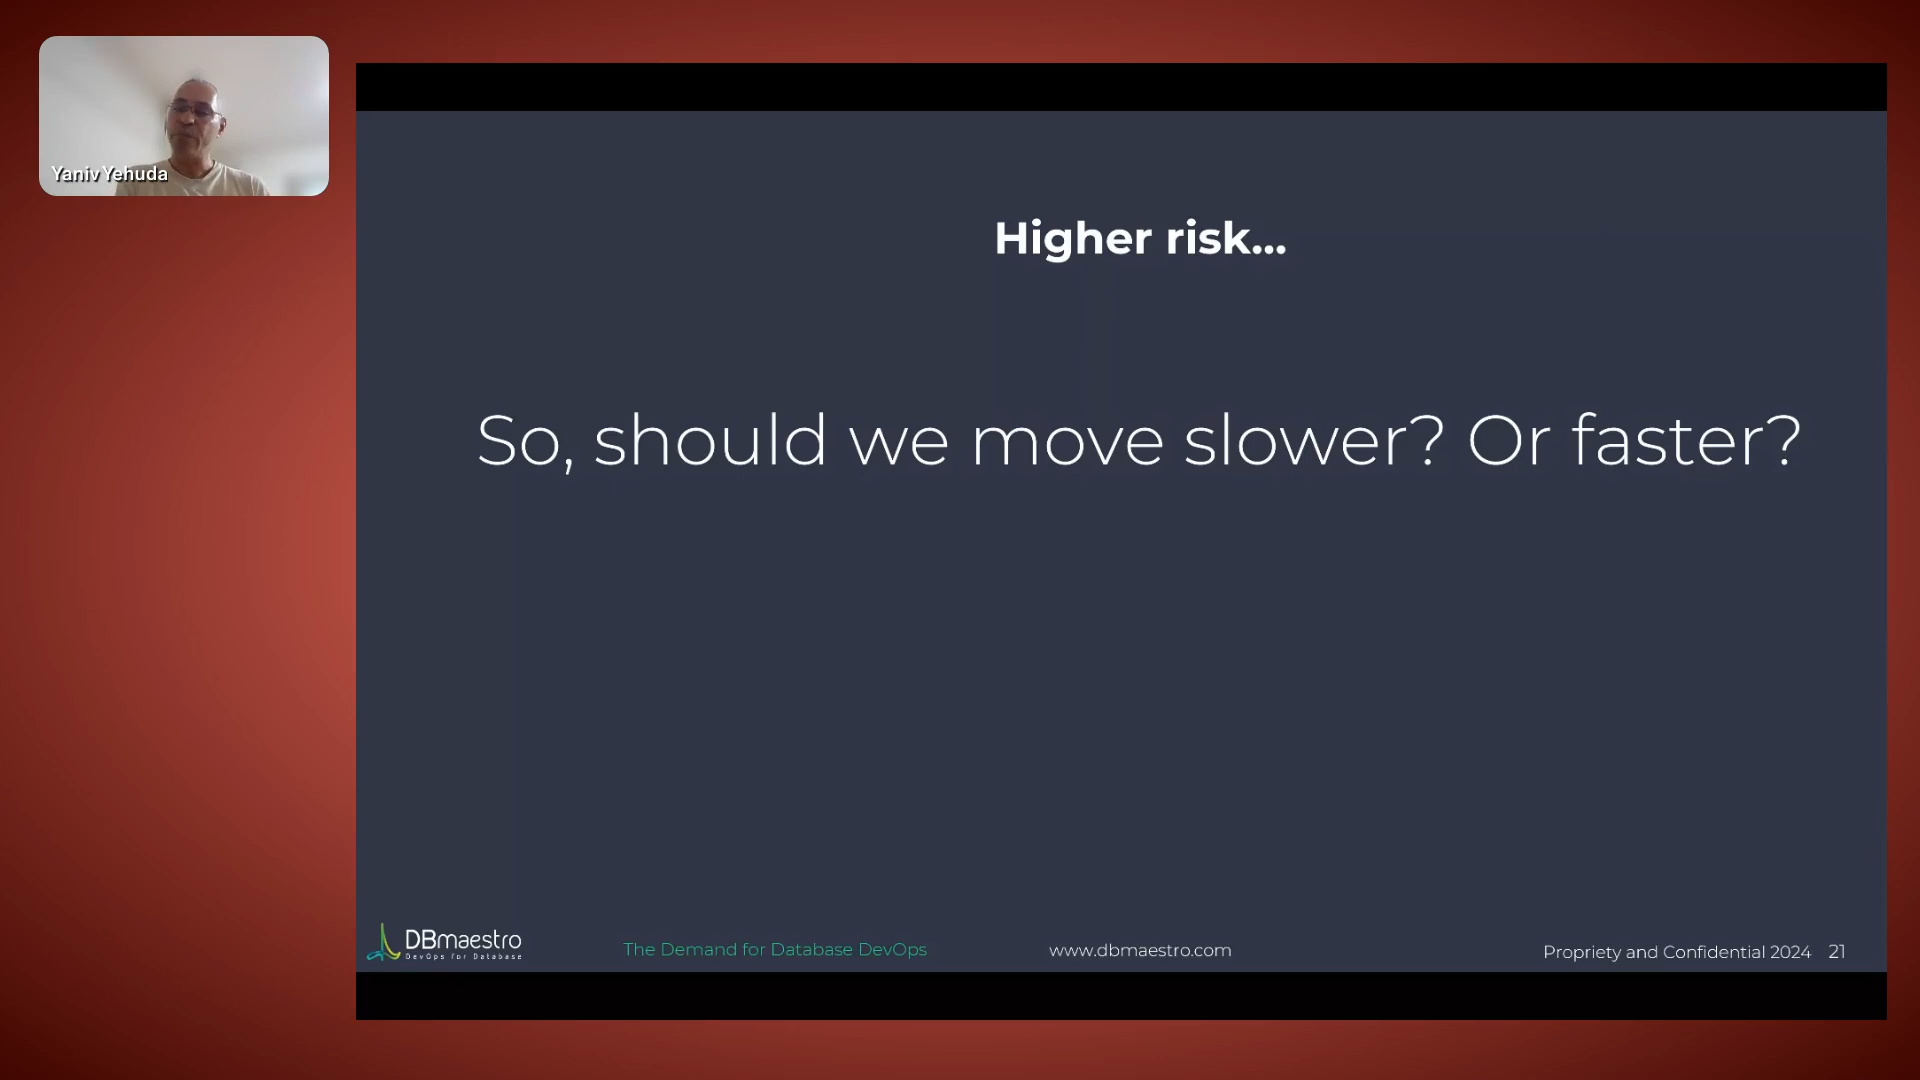 Yaniv Yehuda
Higher risk...
So, should we move slower? Or faster?
DBmaestro
DevOps for Database
The Demand for Database DevOps
www.dbmaestro.com
Propriety and Confidential 2024 21